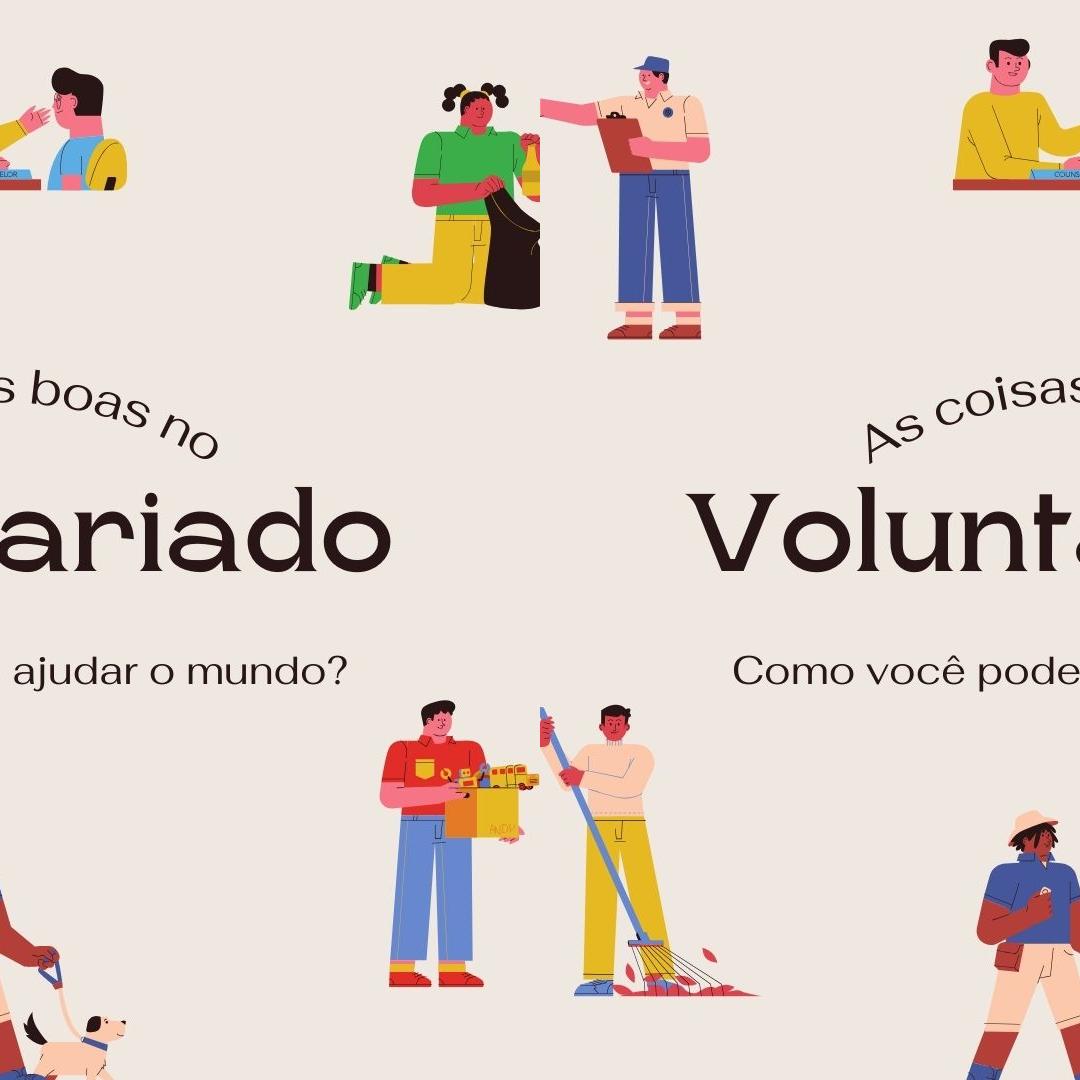 ELOR
COUNS
s boas no
As coisas
ariado
Volunta
ajudar o mundo?
Como você pode
ANDY